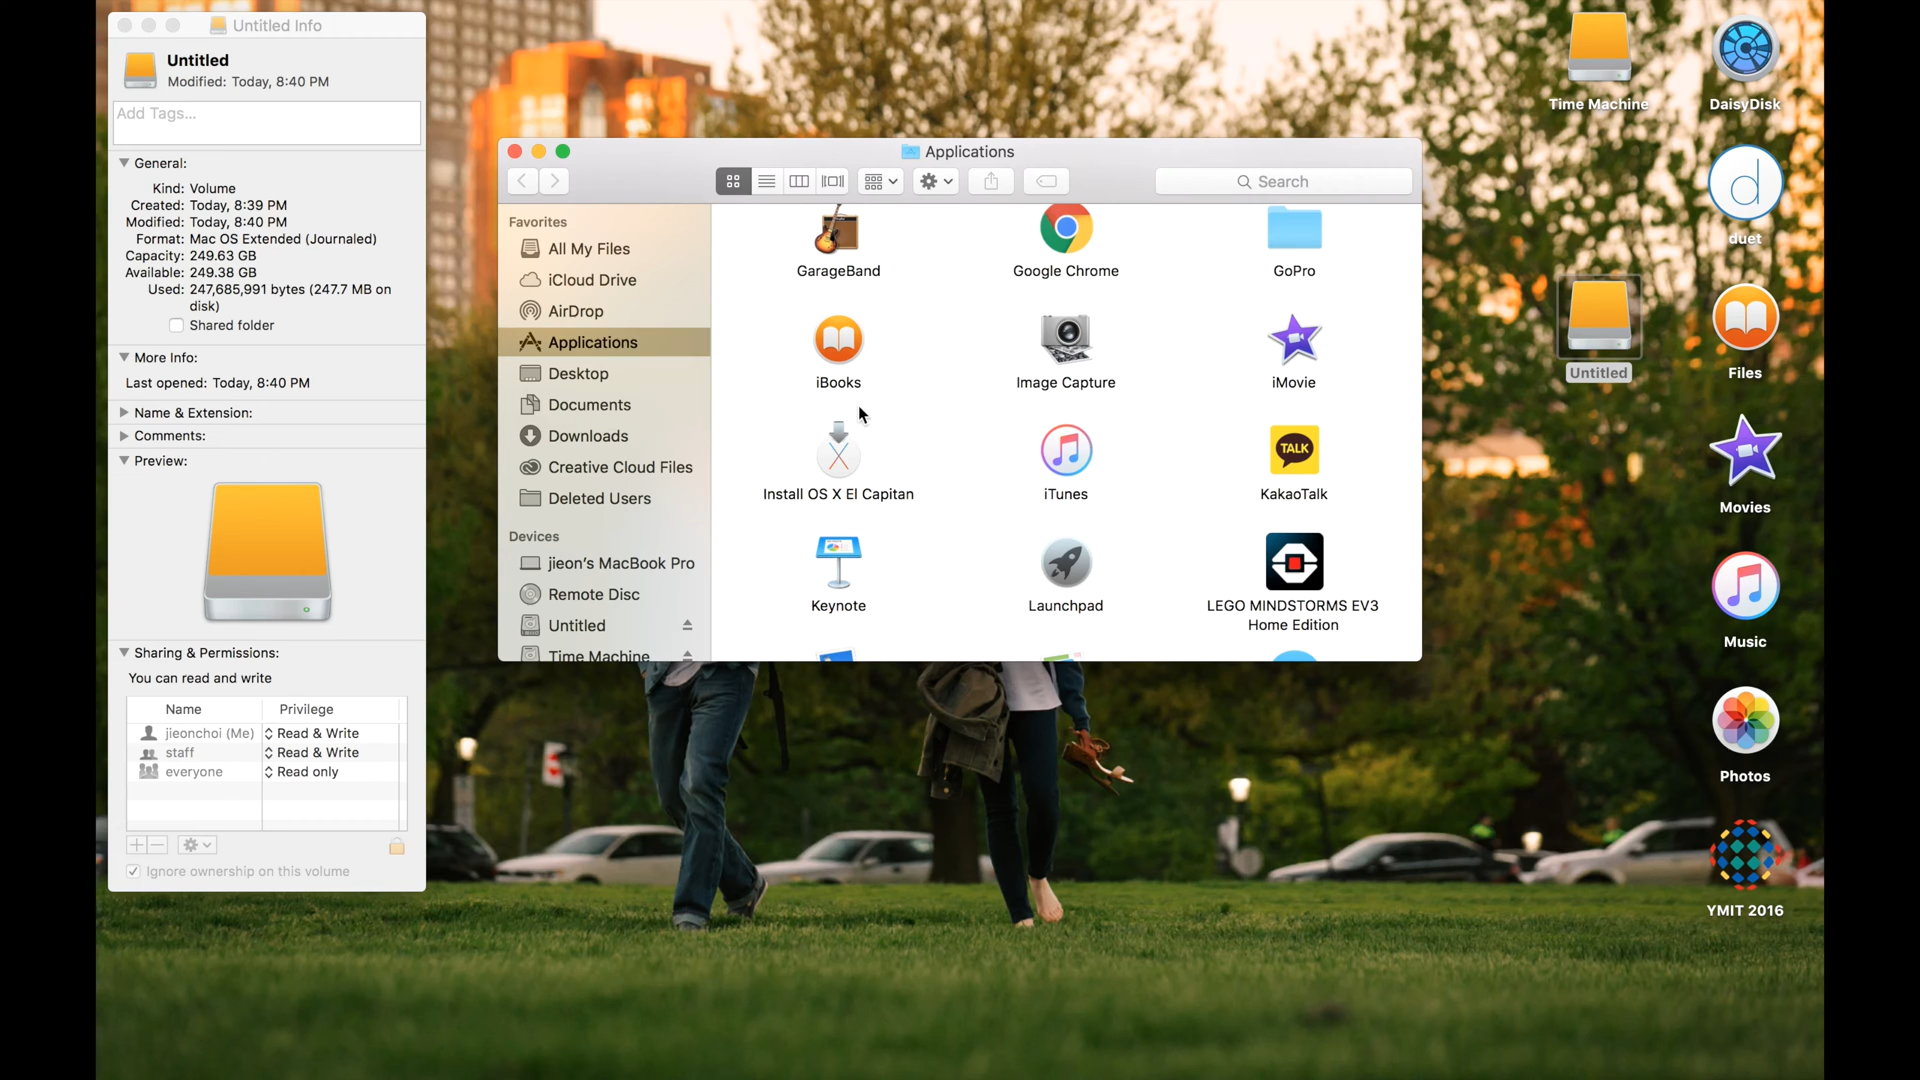 Untitled Info
Untitled
Modified: Today, 8:40 PM
Add Tags...
General:
Kind: Volume
Created: Today, 8:39 PM
Modified: Today, 8:40 PM
Format: Mac OS Extended (Journaled)
Capacity: 249.63 GB
Available: 249.38 GB
Used: 247,685,991 bytes (247.7 MB on
disk)
Shared folder
More Info:
Last opened: Today, 8:40 PM
Name & Extension:
Comments:
Preview:
Sharing & Permissions:
You can read and write
Name Privilege
jieonchoi (Me) Read & Write
staff Read & Write
everyone Read only
Ignore ownership on this volume
Applications
Search
Favorites
All My Files
iCloud Drive
AirDrop
Applications
Desktop
Documents
Downloads
Creative Cloud Files
Deleted Users
Devices
jieon's MacBook Pro
Remote Disc
Untitled
Time Machine
GarageBand
Google Chrome
GoPro
iBooks
Image Capture
iMovie
Install OS X El Capitan
iTunes
TALK
KakaoTalk
Keynote
Launchpad
LEGO MINDSTORMS EV3
Home Edition
Time Machine
DaisyDisk
d
duet
Untitled
Files
Movies
Music
Photos
YMIT 2016